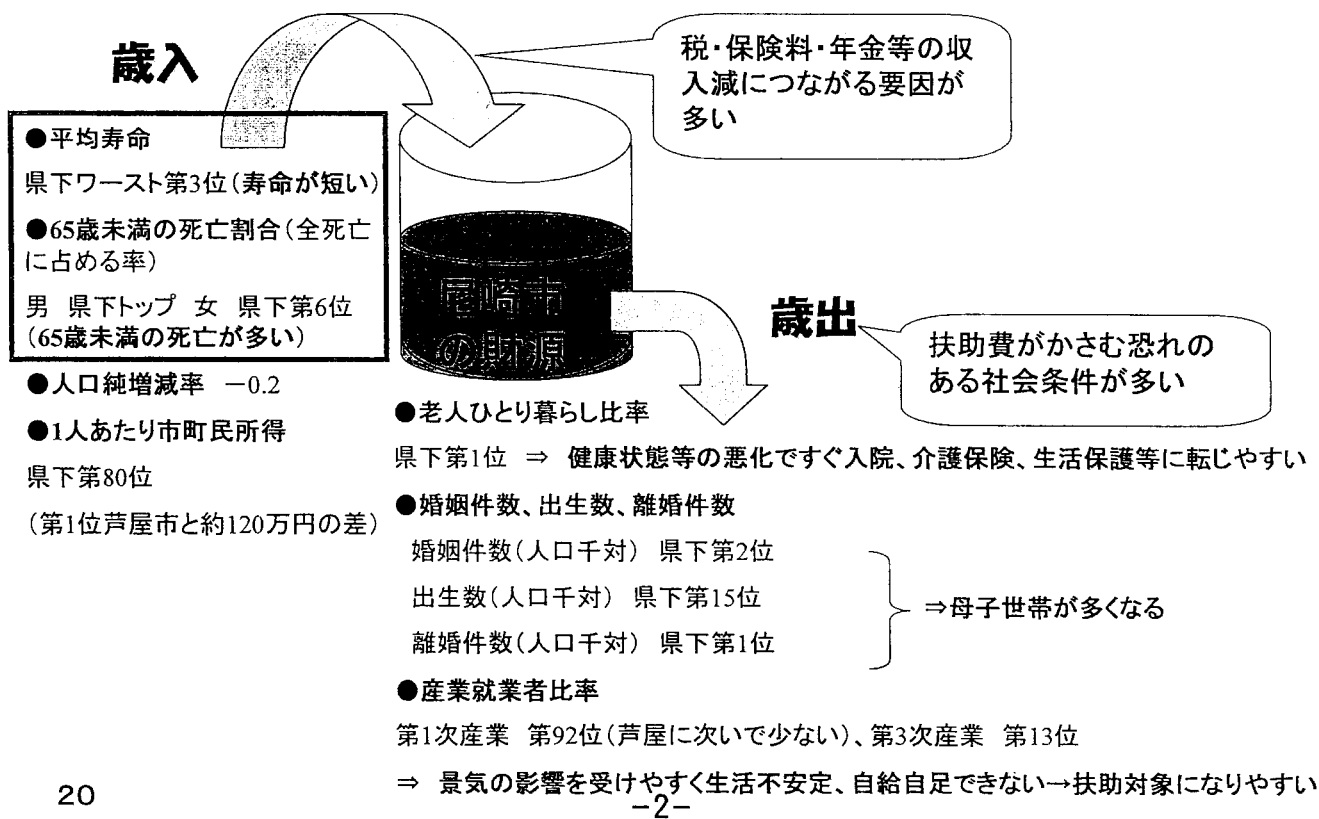 歳入
税・保険料・年金等の収
入減につながる要因が
多い
●平均寿命
県下ワースト第3位(寿命が短い)
●65歳未満の死亡割合(全死亡
に占める率)
男 県下トップ 女 県下第6位
(65歳未満の死亡が多い)
●人口純増減率 －0.2
●1人あたり市町民所得
県下第80位
(第1位芦屋市と約120万円の差)
尼崎市
の財源
歳出
扶助費がかさむ恐れの
ある社会条件が多い
●老人ひとり暮らし比率
県下第1位 ⇒ 健康状態等の悪化ですぐ入院、介護保険、生活保護等に転じやすい
●婚姻件数、出生数、離婚件数
婚姻件数(人口千対) 県下第2位
出生数(人口千対) 県下第15位
離婚件数(人口千対) 県下第1位
⇒母子世帯が多くなる
●産業就業者比率
第1次産業 第92位(芦屋に次いで少ない)、第3次産業 第13位
⇒ 景気の影響を受けやすく生活不安定、自給自足できない→扶助対象になりやすい
20
－2－